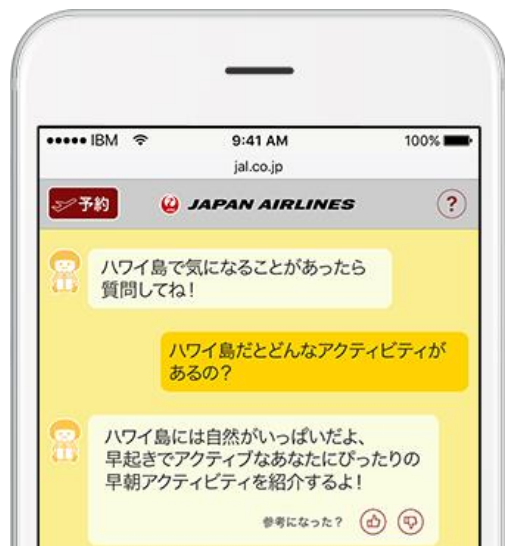 IBM 9:41 AM 100%
jal.co.jp
予約 JAPAN AIRLINES ?
ハワイ島で気になることがあったら
質問してね！
ハワイ島だとどんなアクティビティが
あるの？
ハワイ島には自然がいっぱいだよ、
早起きでアクティブなあなたにぴったりの
早朝アクティビティを紹介するよ！
参考になった？